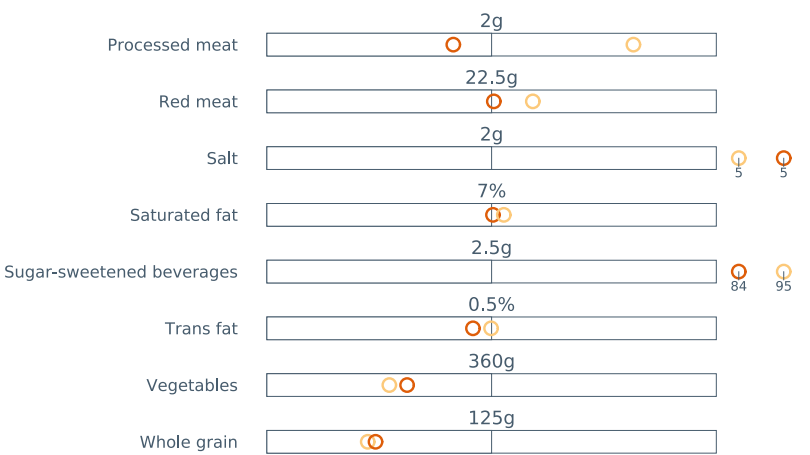 2g
Processed meat
22.5g
Red meat
2g
Salt
5 5
7%
Saturated fat
2.5g
Sugar-sweetened beverages
84 95
0.5%
Trans fat
360g
Vegetables
125g
Whole grain